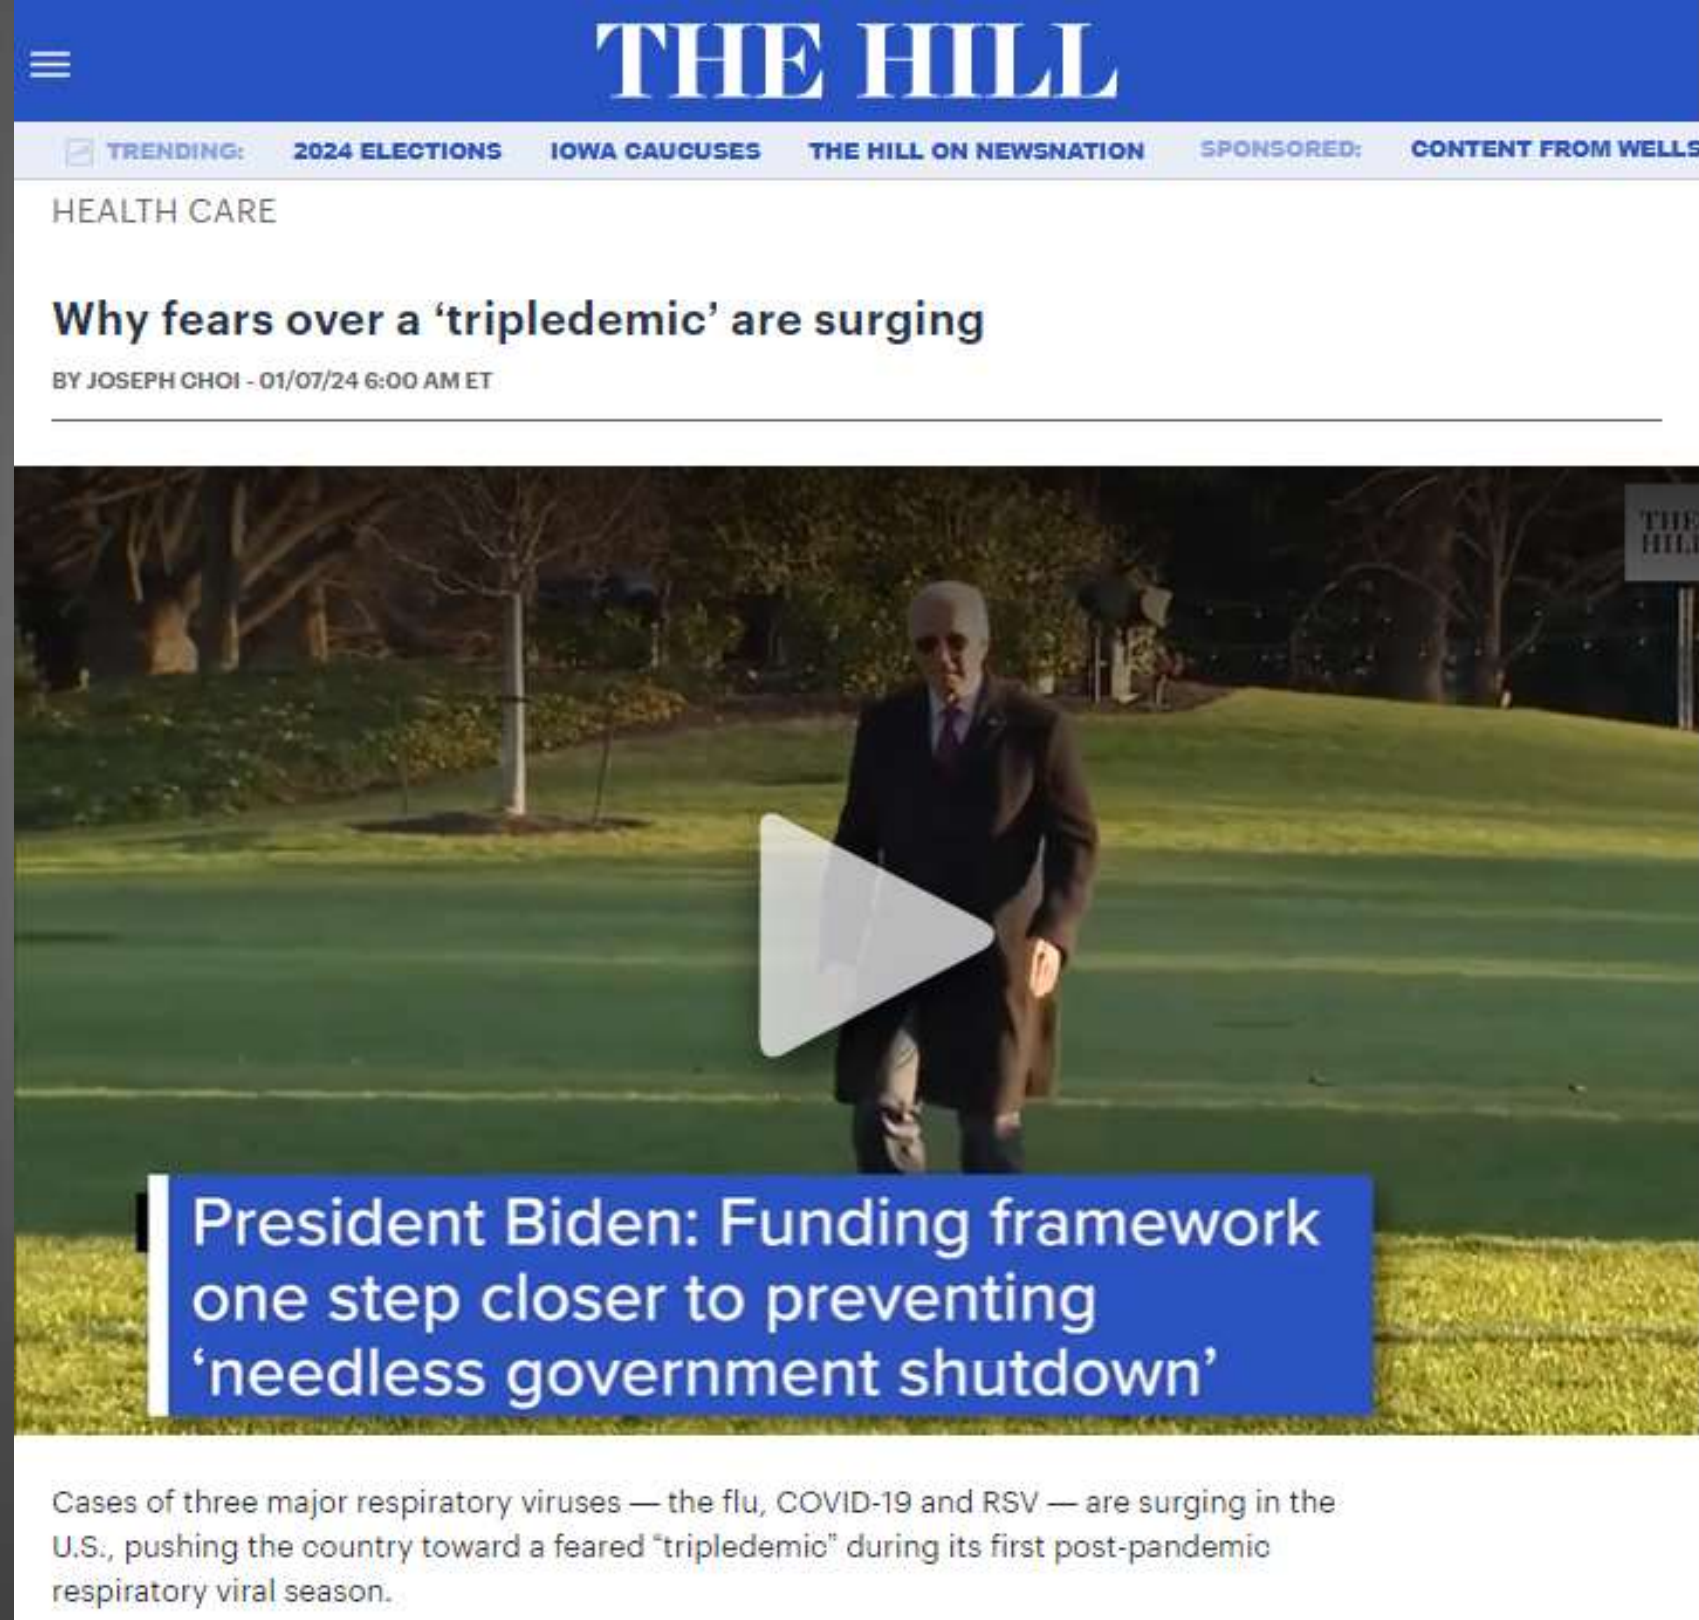 THE HILL
TRENDING: 2024 ELECTIONS IOWA CAUCUSES THE HILL ON NEWSNATION SPONSORED: CONTENT FROM WELLS
HEALTH CARE
Why fears over a ‘tripledemic’ are surging
BY JOSEPH CHOI - 01/07/24 6:00 AM ET
THE
HILL
President Biden: Funding framework
one step closer to preventing
‘needless government shutdown’
Cases of three major respiratory viruses — the flu, COVID-19 and RSV — are surging in the
U.S., pushing the country toward a feared “tripledemic” during its first post-pandemic
respiratory viral season.